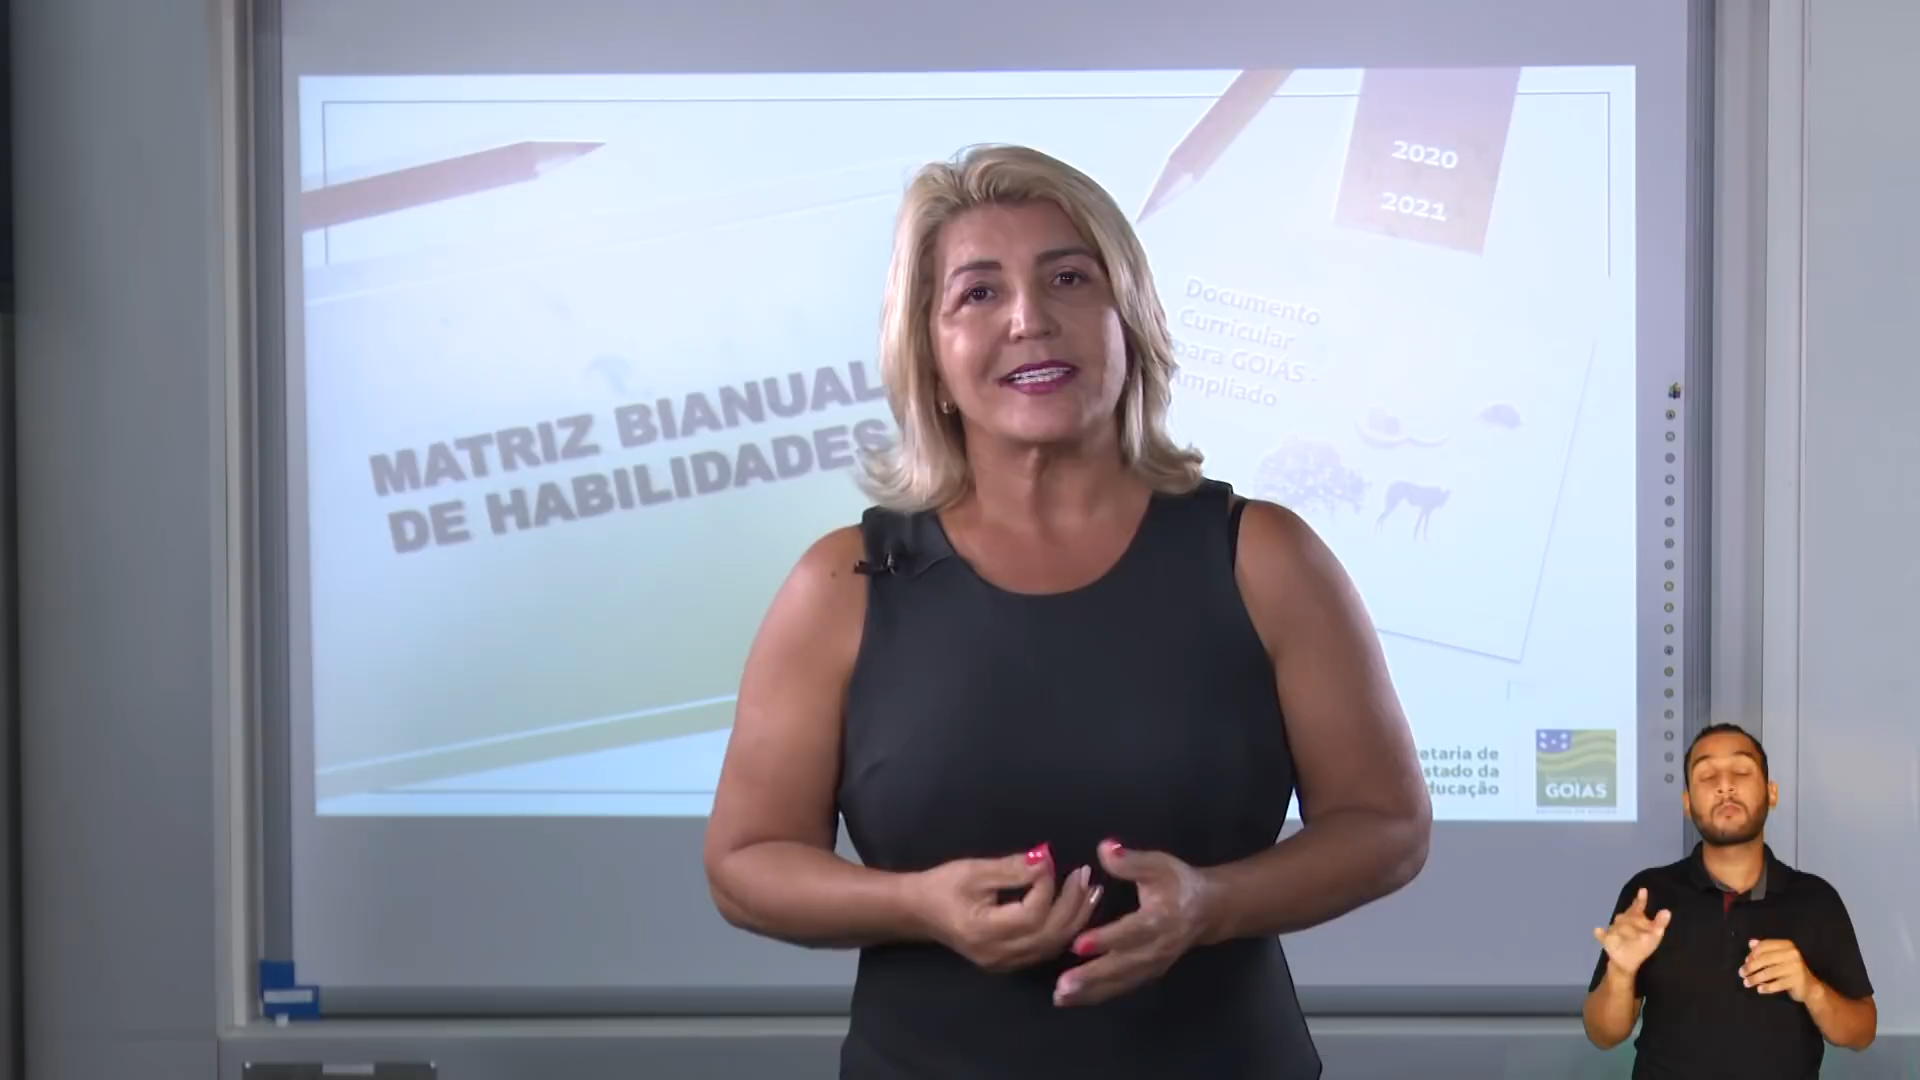 2020
2021
Documento
Curricular
para GOIÁS -
Ampliado
MATRIZ BIANUAL
DE HABILIDADES
etaria de
stado da
ducação
GOIÁS